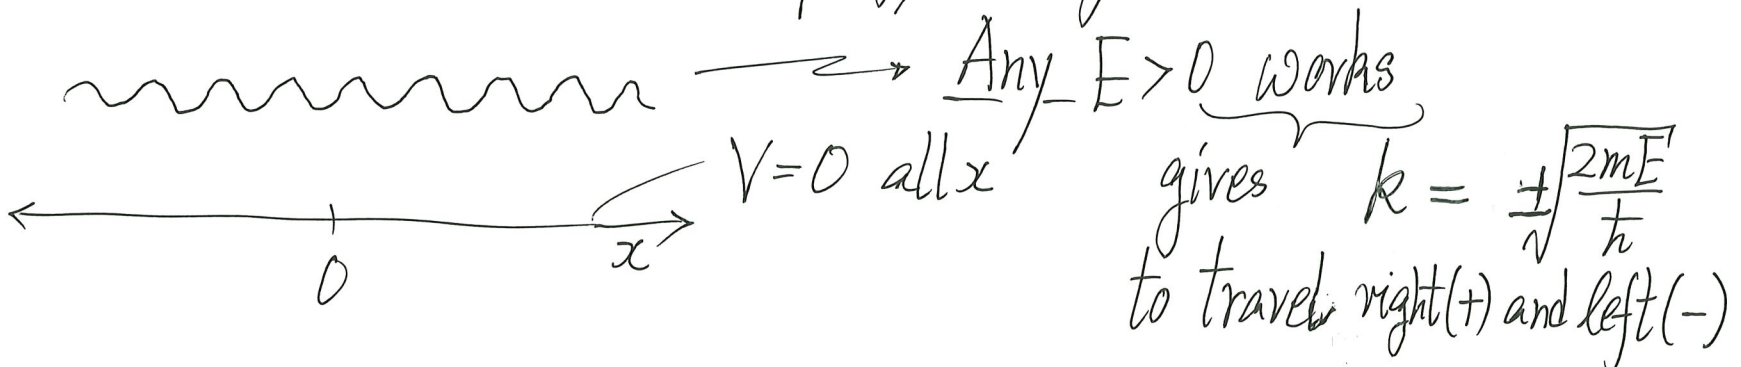 Any E > 0 works
V = 0 all x
gives k = ±√(2mE/ħ)
0
x
to travel right (+) and left (-)